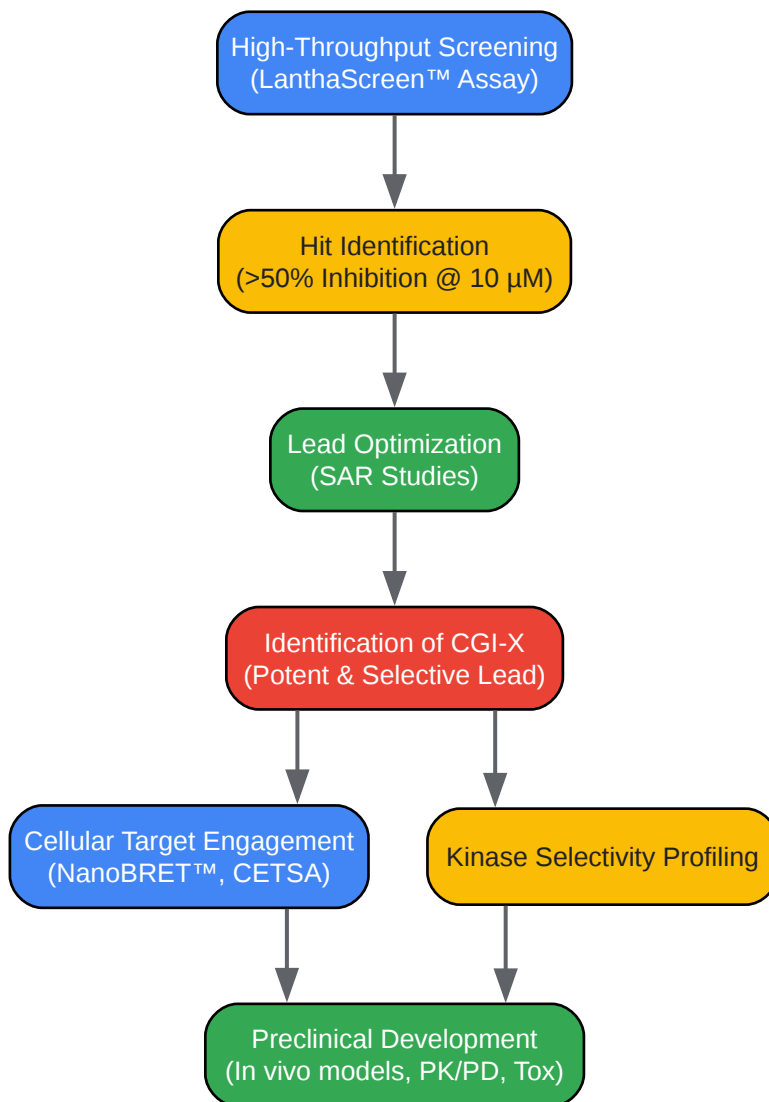 High-Throughput Screening
(LanthaScreen™ Assay)
Hit Identification
(>50% Inhibition @ 10 µM)
Lead Optimization
(SAR Studies)
Identification of CGI-X
(Potent & Selective Lead)
Cellular Target Engagement
(NanoBRET™, CETSA)
Kinase Selectivity Profiling
Preclinical Development
(In vivo models, PK/PD, Tox)